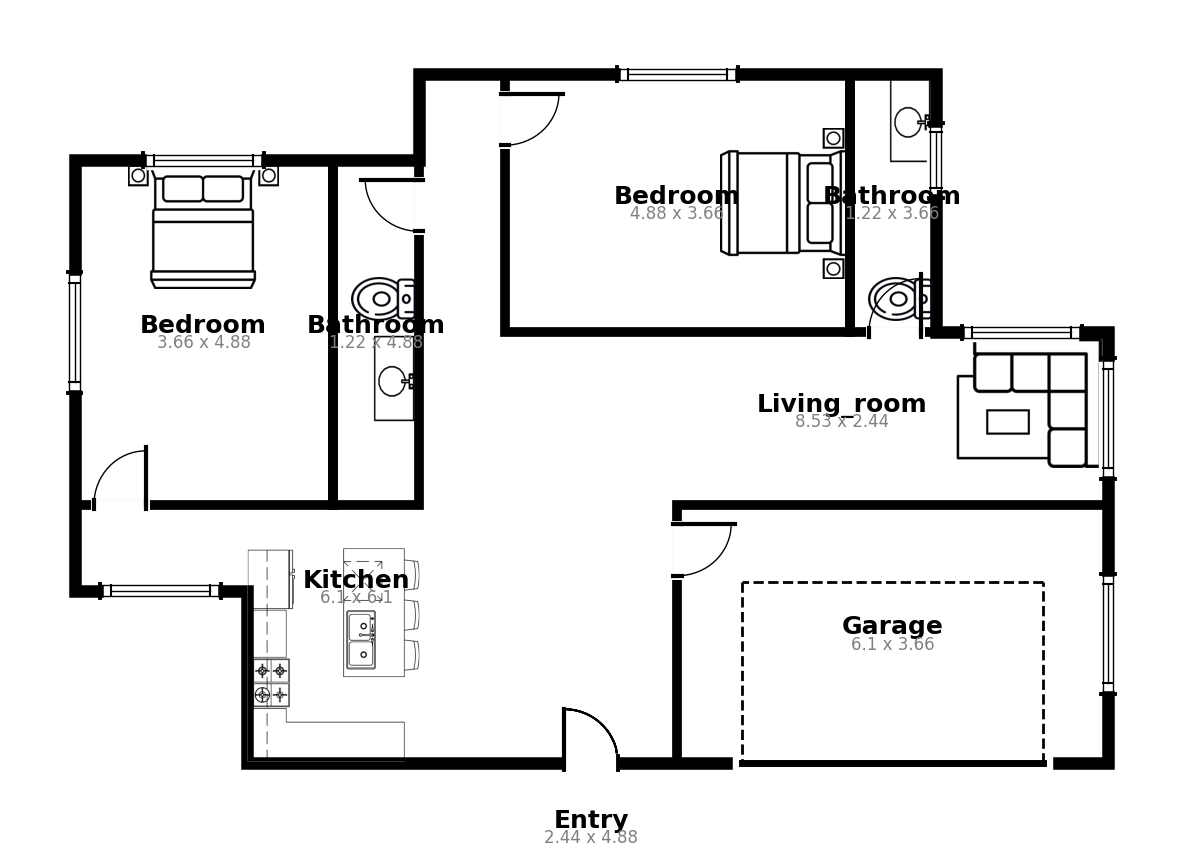 Bedroom
4.88 x 3.66
Bathroom
1.22 x 3.66
Bedroom
3.66 x 4.88
Bathroom
1.22 x 4.88
Living_room
8.53 x 2.44
Kitchen
6.1 x 6.1
Garage
6.1 x 3.66
Entry
2.44 x 4.88